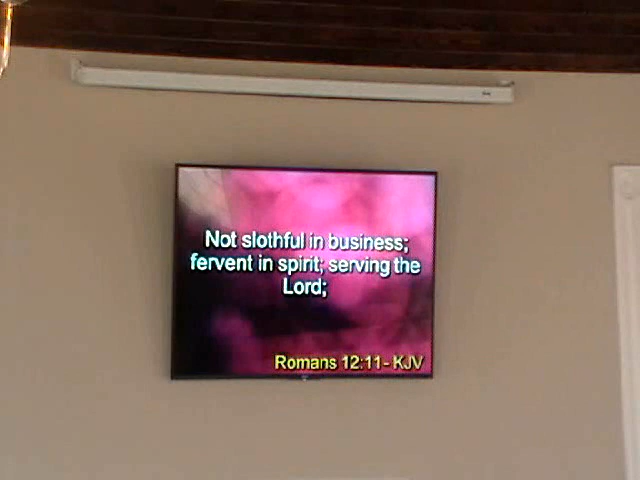 Not slothful in business;
fervent in spirit; serving the
Lord;
Romans 12:11- KJV